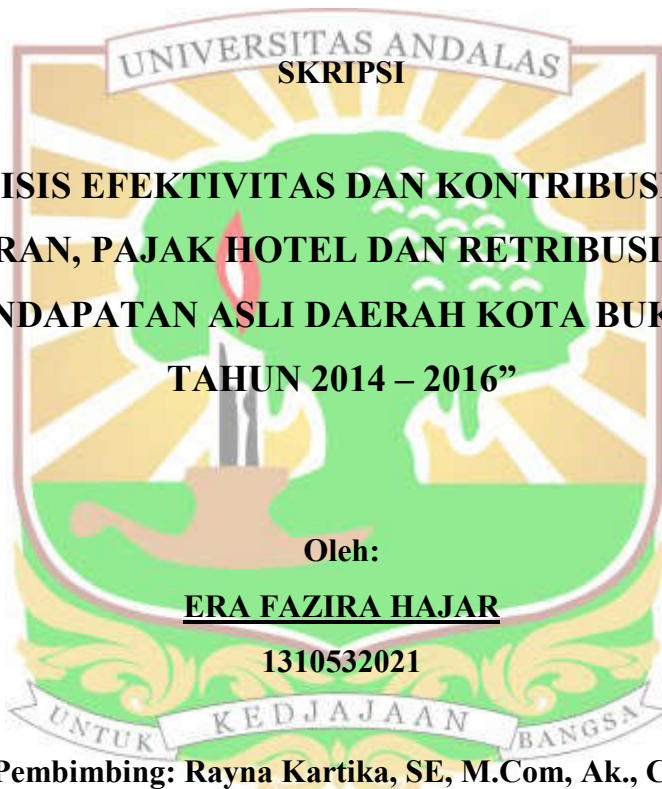 UNIVERSITAS ANDALAS
SKRIPSI
ISIS EFEKTIVITAS DAN KONTRIBUSI
RAN, PAJAK HOTEL DAN RETRIBUSI
NDAPATAN ASLI DAERAH KOTA BUK
TAHUN 2014 – 2016”
Oleh:
ERA FAZIRA HAJAR
1310532021
UNTUK KEDJAJAAN BANGSA
Pembimbing: Rayna Kartika, SE, M.Com, Ak., C